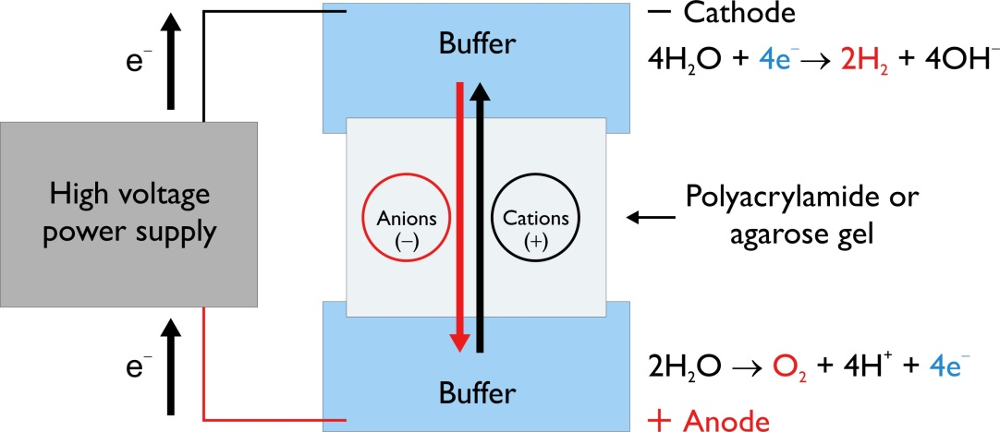 e⁻
− Cathode
Buffer
4H₂O + 4e⁻→ 2H₂ + 4OH⁻
High voltage
power supply
Anions
(−)
Cations
(+)
Polyacrylamide or
agarose gel
e⁻
2H₂O → O₂ + 4H⁺ + 4e⁻
Buffer
+ Anode